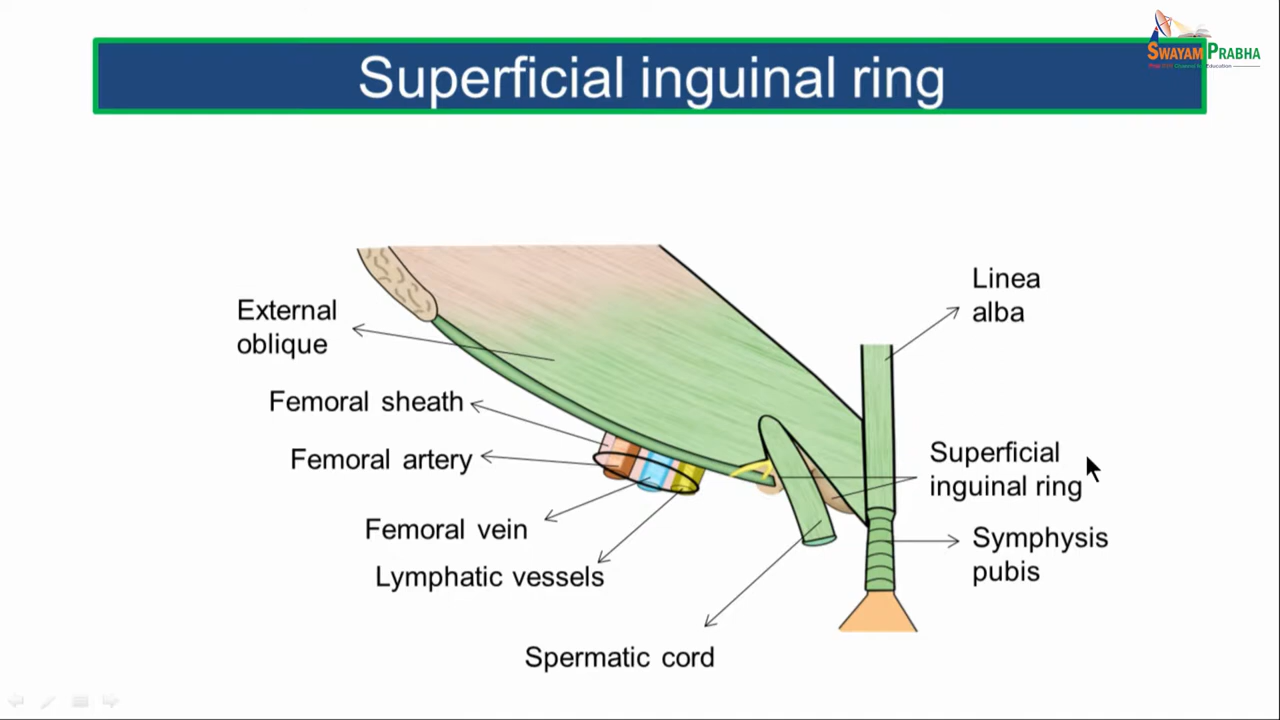 Superficial inguinal ring
SWAYAM PRABHA
External
oblique
Femoral sheath
Femoral artery
Femoral vein
Lymphatic vessels
Spermatic cord
Linea
alba
Superficial
inguinal ring
Symphysis
pubis